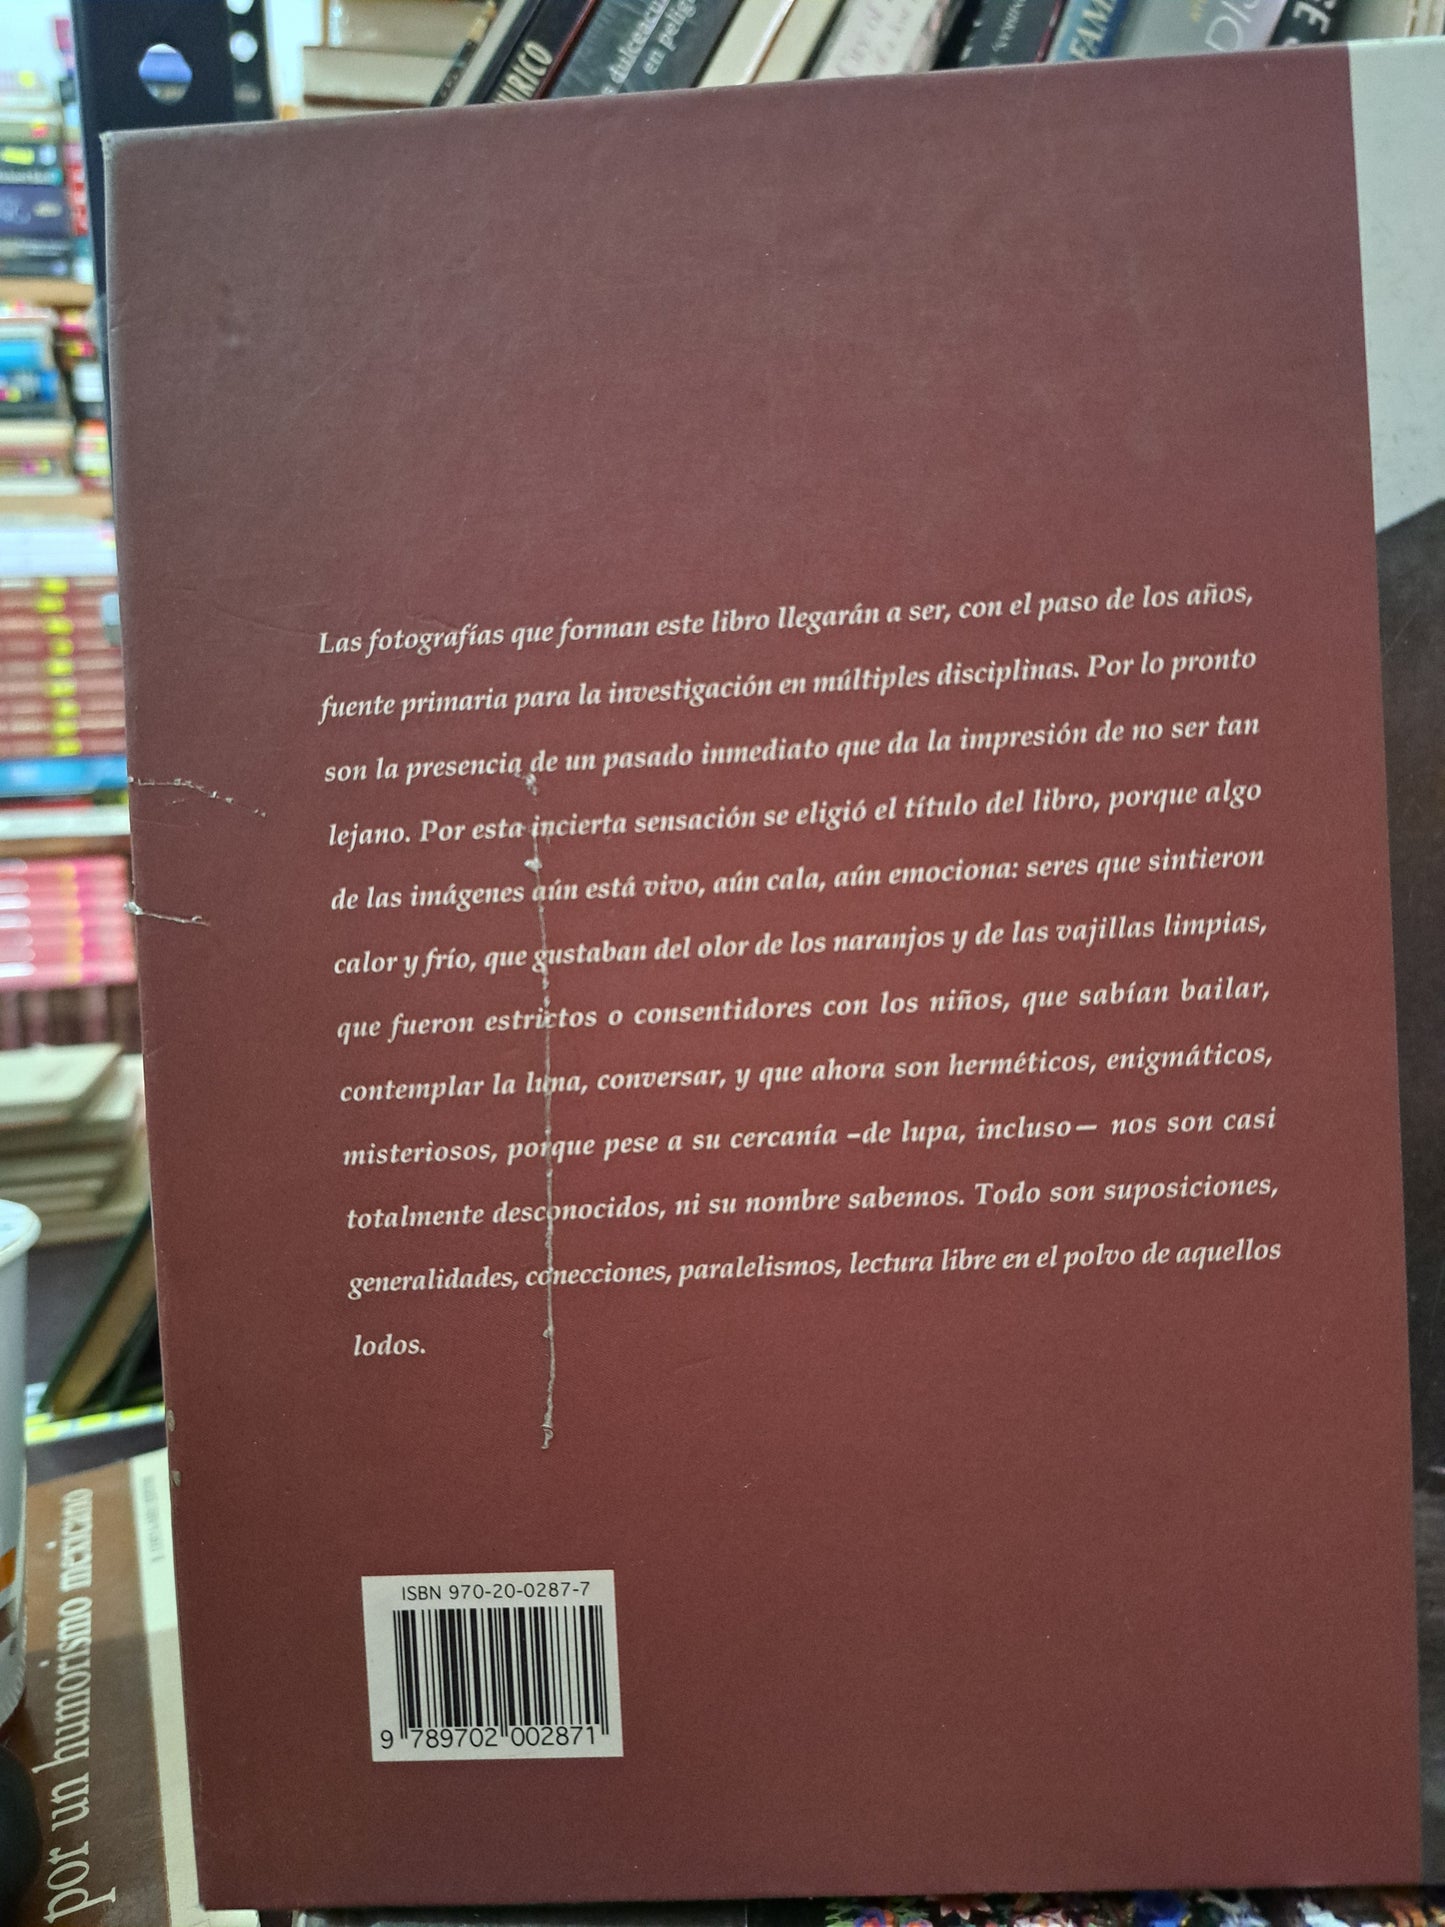 ÍRICO
dulceacu
en peligr
FAM
Las fotografías que forman este libro llegarán a ser, con el paso de los años,
fuente primaria para la investigación en múltiples disciplinas. Por lo pronto
son la presencia de un pasado inmediato que da la impresión de no ser tan
lejano. Por esta incierta sensación se eligió el título del libro, porque algo
de las imágenes aún está vivo, aún cala, aún emociona: seres que sintieron
calor y frío, que gustaban del olor de los naranjos y de las vajillas limpias,
que fueron estrictos o consentidores con los niños, que sabían bailar,
contemplar la luna, conversar, y que ahora son herméticos, enigmáticos,
misteriosos, porque pese a su cercanía –de lupa, incluso— nos son casi
totalmente desconocidos, ni su nombre sabemos. Todo son suposiciones,
generalidades, conecciones, paralelismos, lectura libre en el polvo de aquellos
lodos.
ISBN 970-20-0287-7
9 789702 002871
por un humorismo mexicano